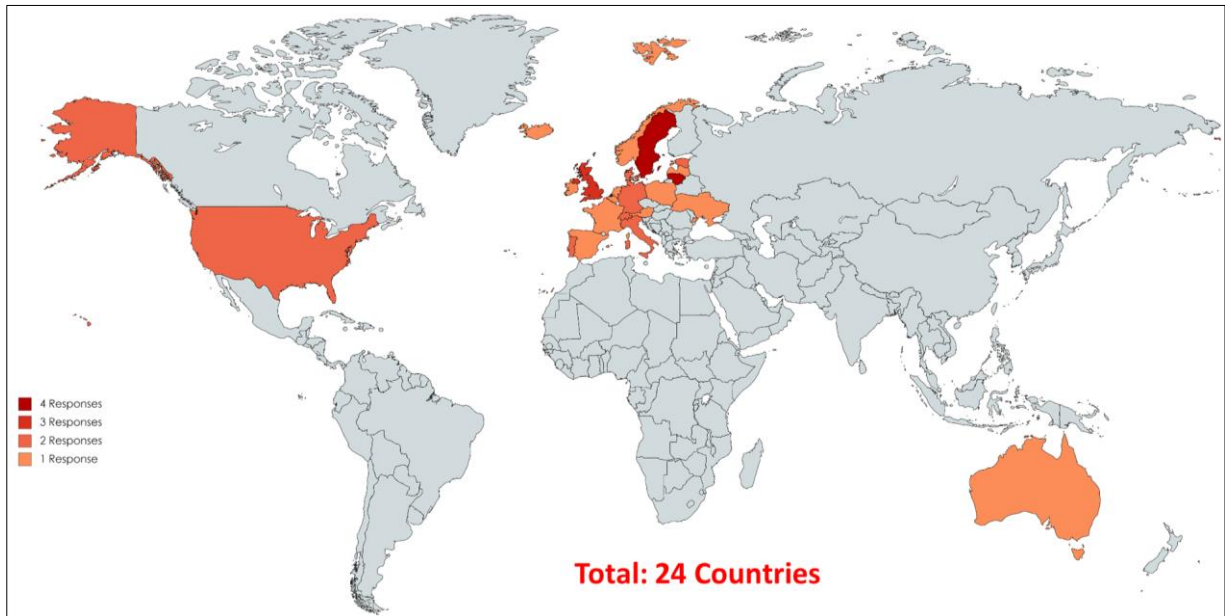 4 Responses
3 Responses
2 Responses
1 Response
Total: 24 Countries